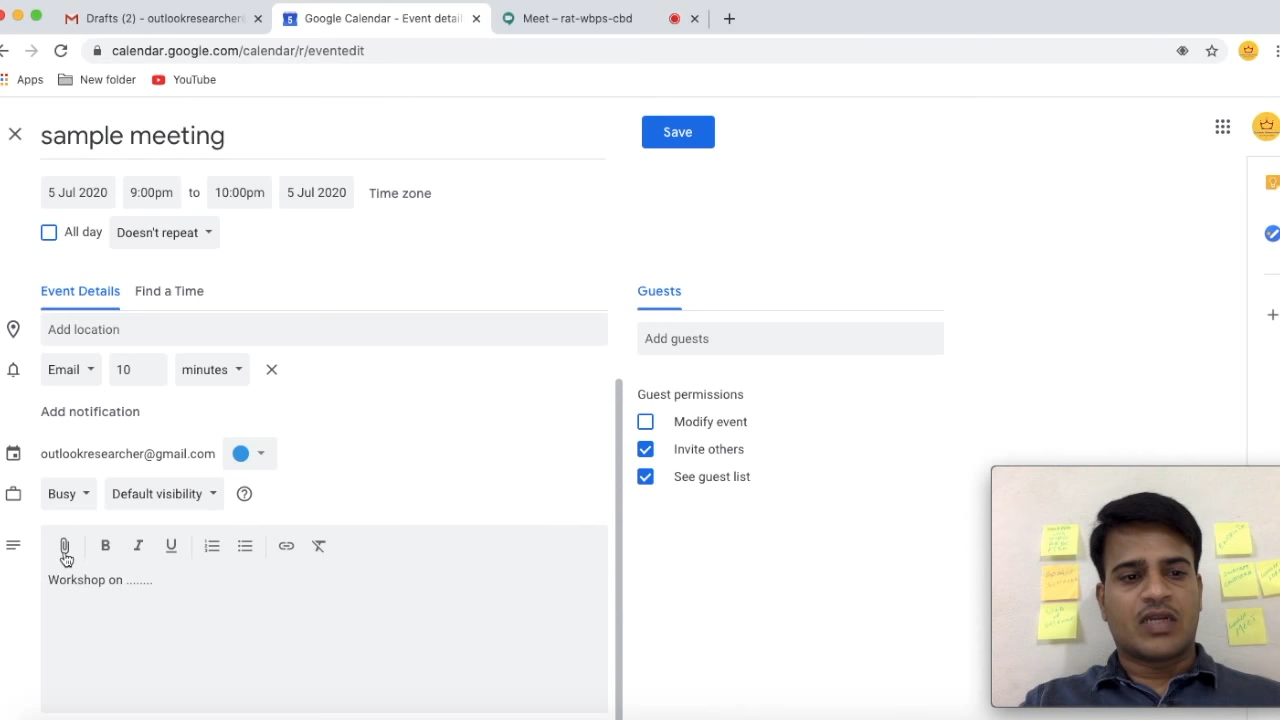 Drafts (2) - outlookresearcher
Google Calendar - Event detai
Meet – rat-wbps-cbd
calendar.google.com/calendar/r/eventedit
Apps
New folder
YouTube
sample meeting
Save
5 Jul 2020
9:00pm
to
10:00pm
5 Jul 2020
Time zone
All day
Doesn't repeat
Event Details
Find a Time
Guests
Add location
Add guests
Email
10
minutes
Guest permissions
Add notification
Modify event
Invite others
outlookresearcher@gmail.com
See guest list
Busy
Default visibility
B
I
U
Workshop on ........